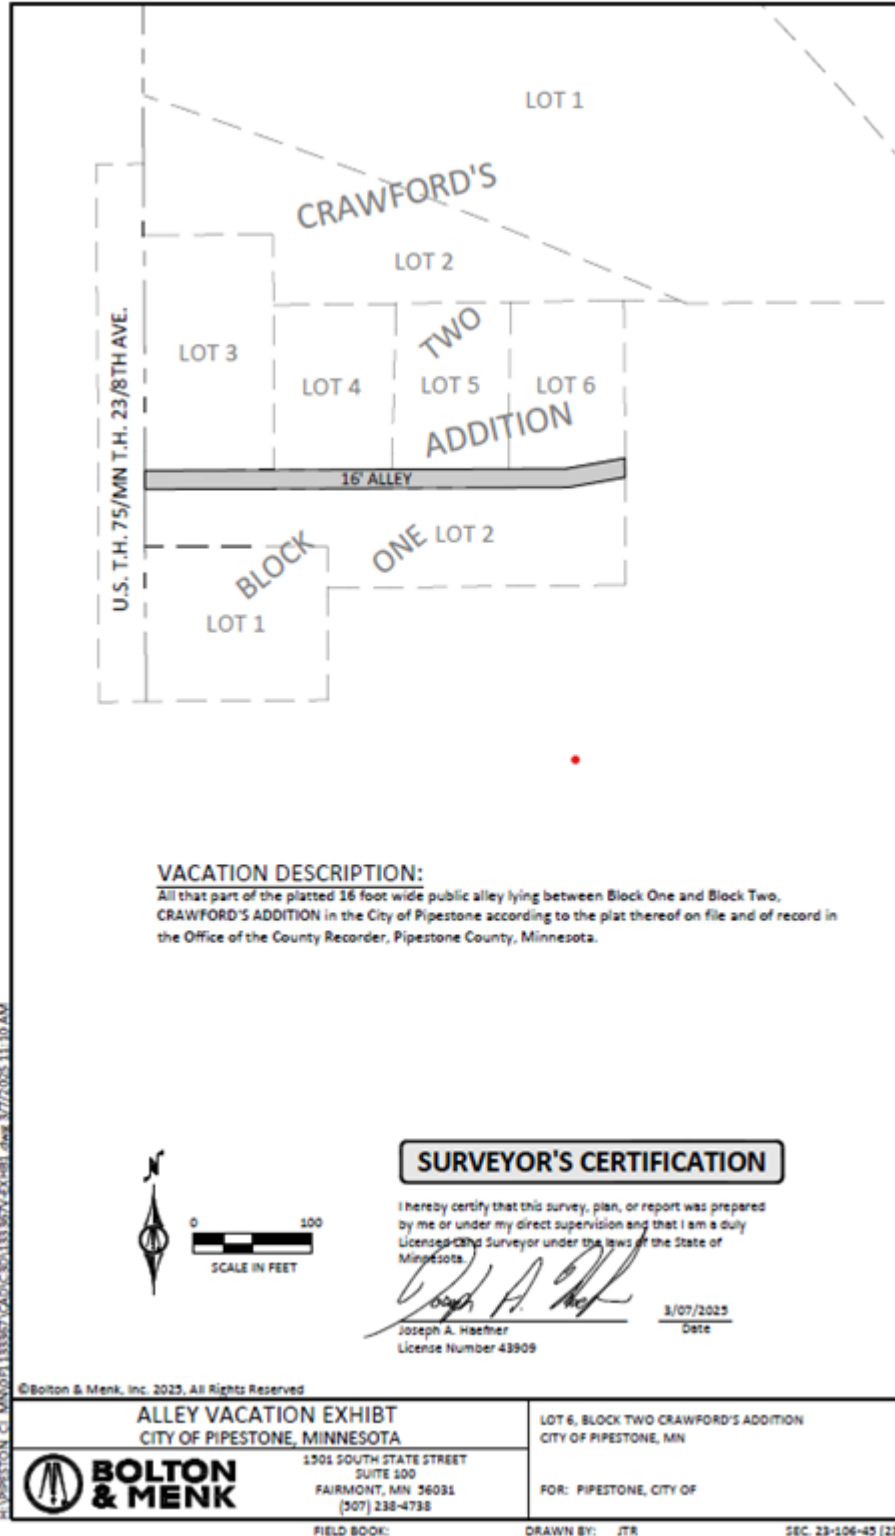 LOT 1
CRAWFORD'S
LOT 2
TWO
LOT 3
LOT 4
LOT 5
LOT 6
ADDITION
U.S. T.H. 75/MN T.H. 23/8TH AVE.
16' ALLEY
BLOCK
ONE
LOT 2
LOT 1
VACATION DESCRIPTION:
All that part of the platted 16 foot wide public alley lying between Block One and Block Two,
CRAWFORD'S ADDITION in the City of Pipestone according to the plat thereof on file and of record in
the Office of the County Recorder, Pipestone County, Minnesota.
N
0 100
SCALE IN FEET
SURVEYOR'S CERTIFICATION
I hereby certify that this survey, plan, or report was prepared
by me or under my direct supervision and that I am a duly
Licensed Land Surveyor under the laws of the State of
Minnesota.
3/07/2025
Joseph A. Haefner
Date
License Number 43909
©Bolton & Menk, Inc. 2025, All Rights Reserved
ALLEY VACATION EXHIBT
CITY OF PIPESTONE, MINNESOTA
BOLTON
& MENK
1501 SOUTH STATE STREET
SUITE 100
FAIRMONT, MN 56031
(507) 238-4738
LOT 6, BLOCK TWO CRAWFORD'S ADDITION
CITY OF PIPESTONE, MN
FOR: PIPESTONE, CITY OF
FIELD BOOK:
DRAWN BY: JTR
SEC. 23-106-45